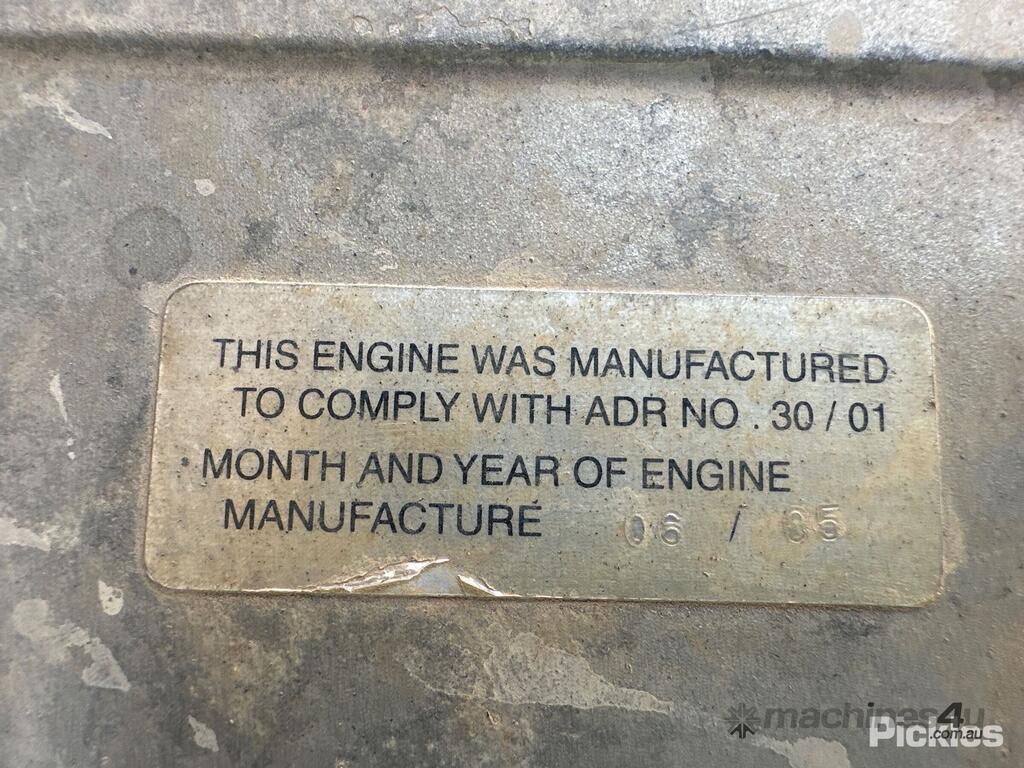 THIS ENGINE WAS MANUFACTURED
TO COMPLY WITH ADR NO . 30 / 01
MONTH AND YEAR OF ENGINE
MANUFACTURE 06 / 05
machines4u
.com.au
Pickles